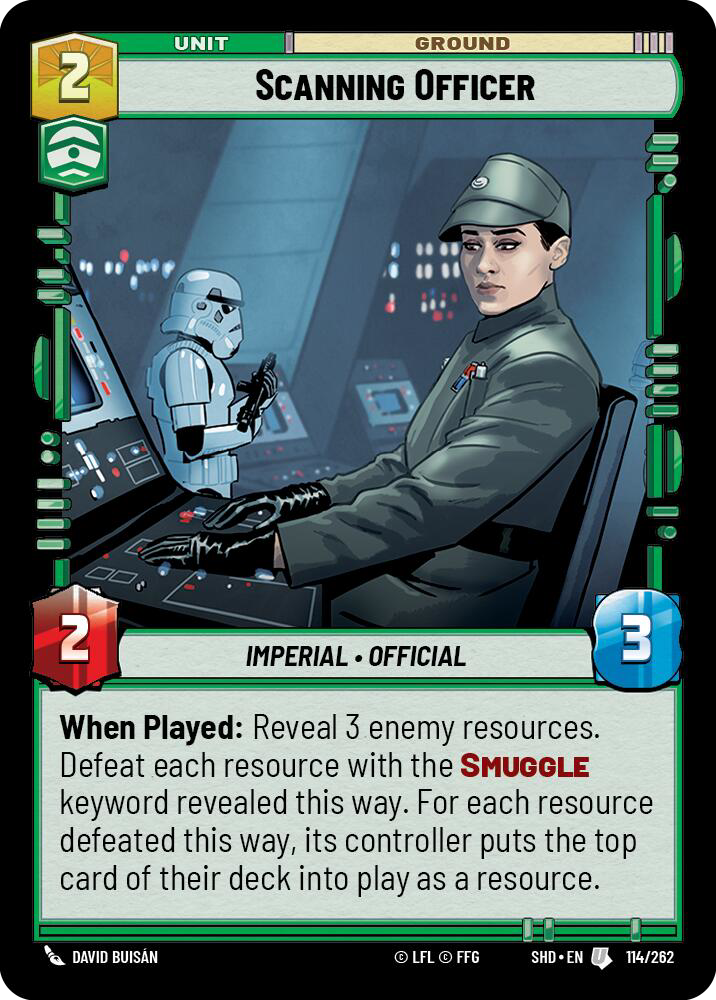 UNIT
GROUND
2
SCANNING OFFICER
2
3
IMPERIAL • OFFICIAL
When Played: Reveal 3 enemy resources.
Defeat each resource with the SMUGGLE
keyword revealed this way. For each resource
defeated this way, its controller puts the top
card of their deck into play as a resource.
DAVID BUISÁN
© LFL © FFG
SHD • EN
U
114/262